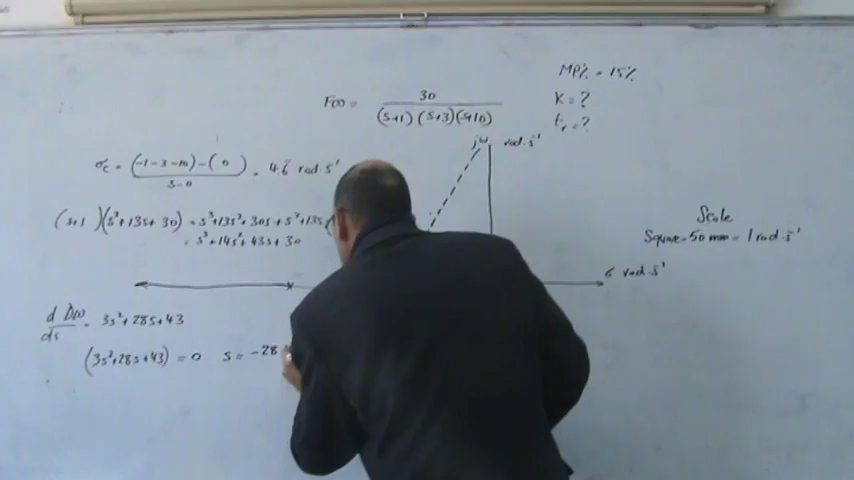 MP% = 15%
F(s) = 30
(s+1) (s+3)(s+10)
K = ?
tr = ?
jω rad·s⁻¹
σc = (-1-3-10) - ( 0 ) = 4.6̄ rad·s⁻¹
3-0
(s+1)(s²+13s+30) = s³+13s²+30s+s²+13s
= s³+14s²+43s+30
Scale
Square = 50 mm = 1 rad·s⁻¹
σ rad·s⁻¹
d D(s) = 3s²+28s+43
ds
(3s²+28s+43) = 0 s = -28